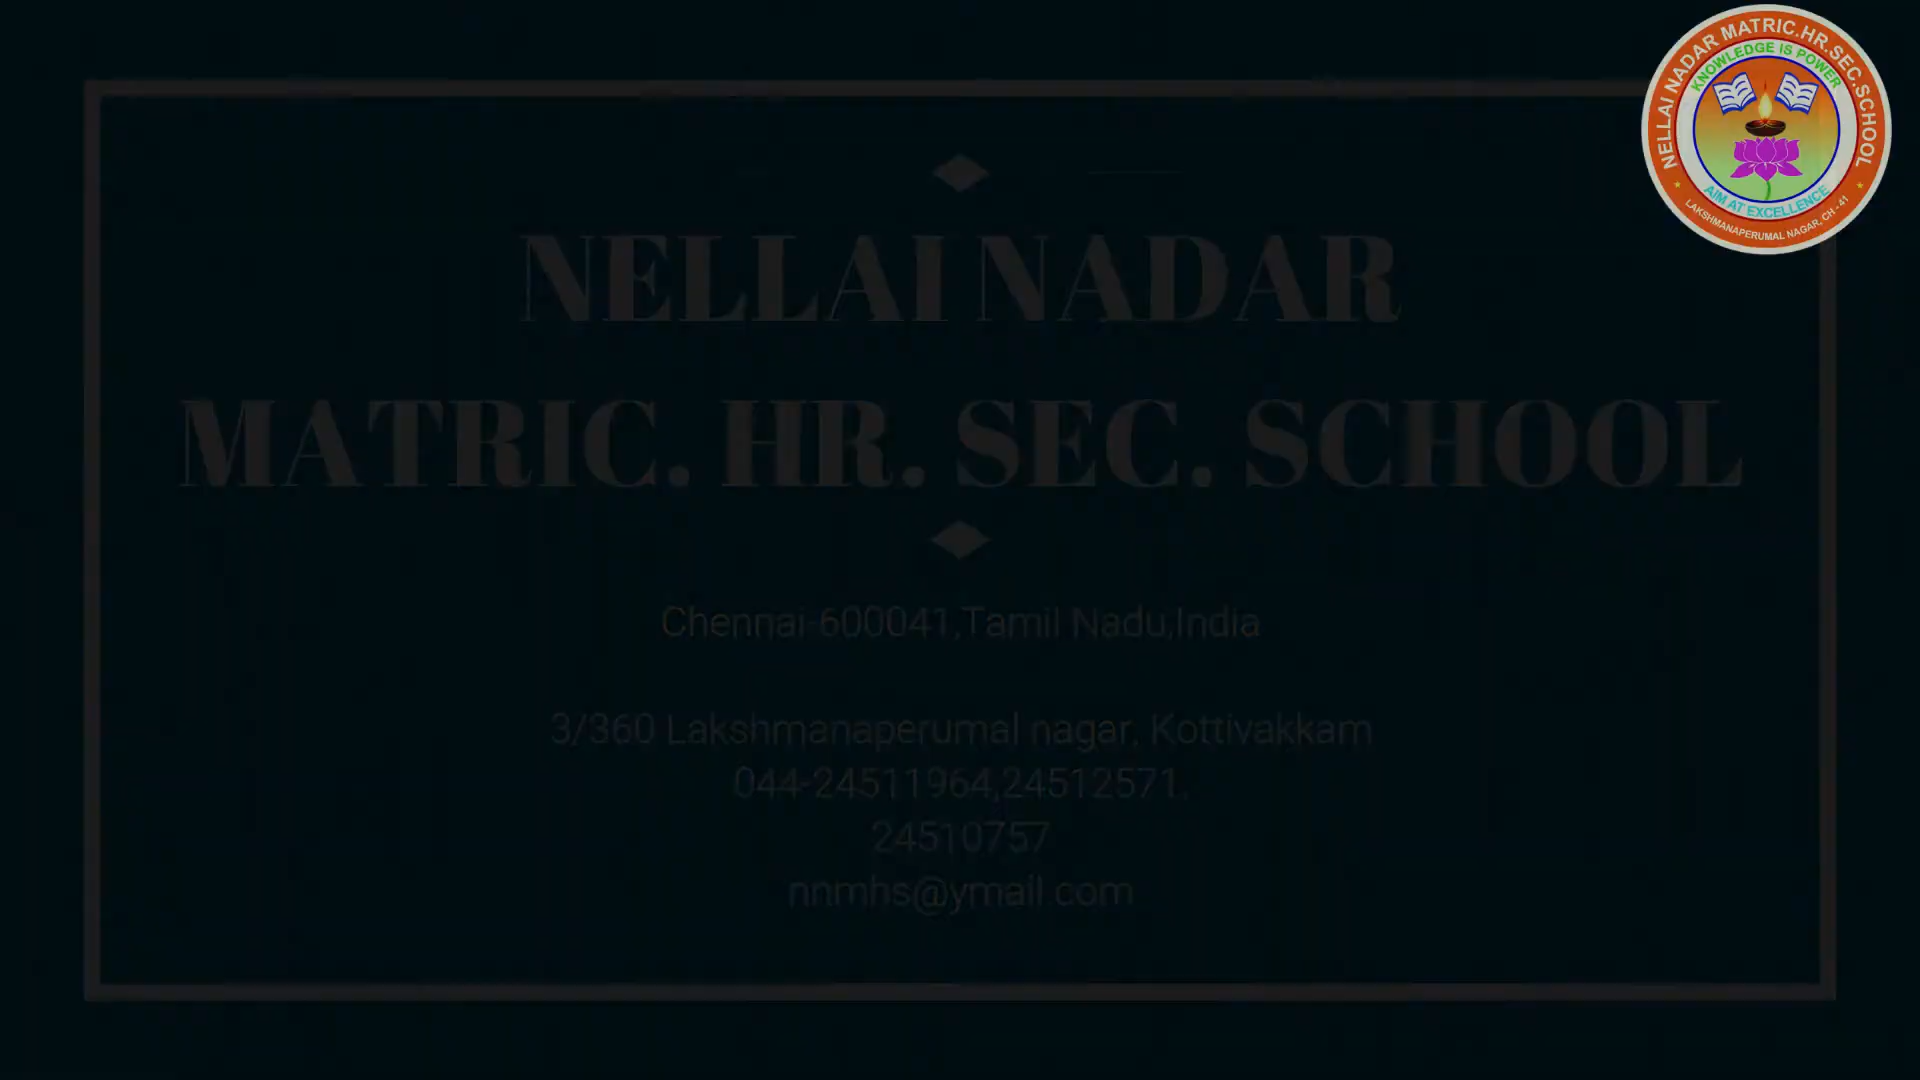 NELLAI NADAR MATRIC.HR.SEC.SCHOOL
KNOWLEDGE IS POWER
AIM AT EXCELLENCE
LAKSHMANAPERUMAL NAGAR, CH - 41
NELLAI NADAR
MATRIC. HR. SEC. SCHOOL
Chennai-600041,Tamil Nadu,India
3/360 Lakshmanaperumal nagar, Kottivakkam
044-24511964,24512571,
24510757
nnmhs@ymail.com